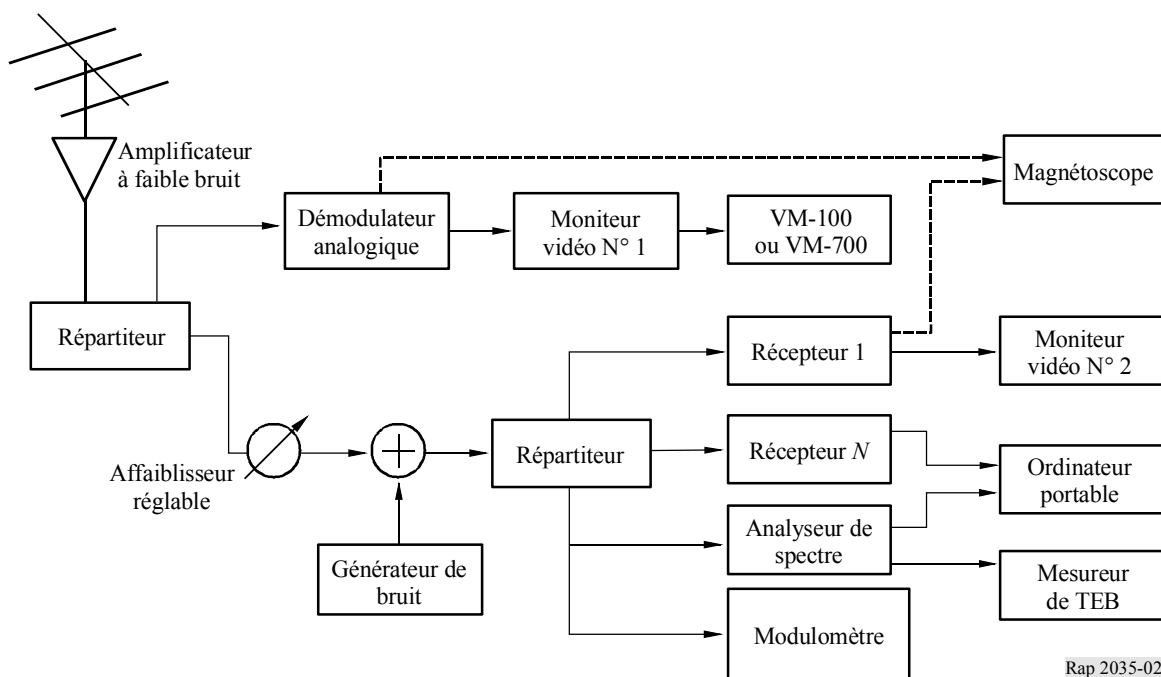 Amplificateur
à faible bruit
Démodulateur
analogique
Moniteur
vidéo N° 1
VM-100
ou VM-700
Magnétoscope
Répartiteur
Récepteur 1
Moniteur
vidéo N° 2
Affaiblisseur
réglable
Répartiteur
Récepteur N
Ordinateur
portable
Générateur de
bruit
Analyseur de
spectre
Mesureur
de TEB
Modulomètre
Rap 2035-02